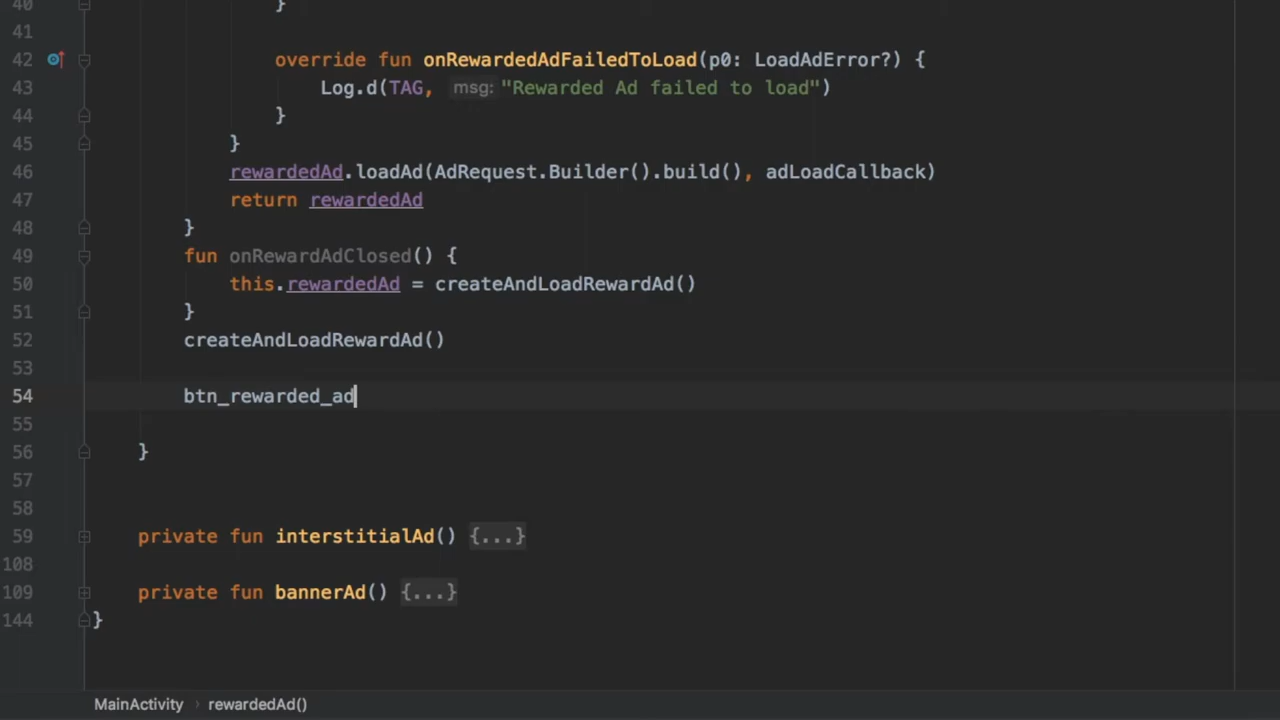 40 }
41
42 override fun onRewardedAdFailedToLoad(p0: LoadAdError?) {
43 Log.d(TAG, msg: "Rewarded Ad failed to load")
44 }
45 }
46 rewardedAd.loadAd(AdRequest.Builder().build(), adLoadCallback)
47 return rewardedAd
48 }
49 fun onRewardAdClosed() {
50 this.rewardedAd = createAndLoadRewardAd()
51 }
52 createAndLoadRewardAd()
53
54 btn_rewarded_ad
55
56 }
57
58
59 private fun interstitialAd() {...}
108
109 private fun bannerAd() {...}
144 }
MainActivity › rewardedAd()